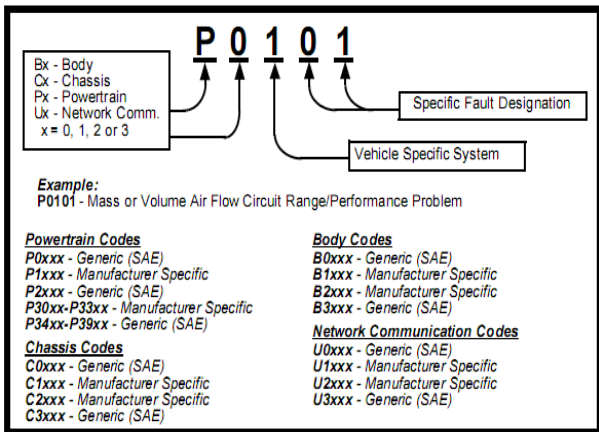 P 0 1 0 1
Bx - Body
Cx - Chassis
Px - Powertrain
Ux - Network Comm.
x = 0, 1, 2 or 3
Specific Fault Designation
Vehicle Specific System
Example:
P0101 - Mass or Volume Air Flow Circuit Range/Performance Problem
Powertrain Codes
P0xxx - Generic (SAE)
P1xxx - Manufacturer Specific
P2xxx - Generic (SAE)
P30xx-P33xx - Manufacturer Specific
P34xx-P39xx - Generic (SAE)
Chassis Codes
C0xxx - Generic (SAE)
C1xxx - Manufacturer Specific
C2xxx - Manufacturer Specific
C3xxx - Generic (SAE)
Body Codes
B0xxx - Generic (SAE)
B1xxx - Manufacturer Specific
B2xxx - Manufacturer Specific
B3xxx - Generic (SAE)
Network Communication Codes
U0xxx - Generic (SAE)
U1xxx - Manufacturer Specific
U2xxx - Manufacturer Specific
U3xxx - Generic (SAE)